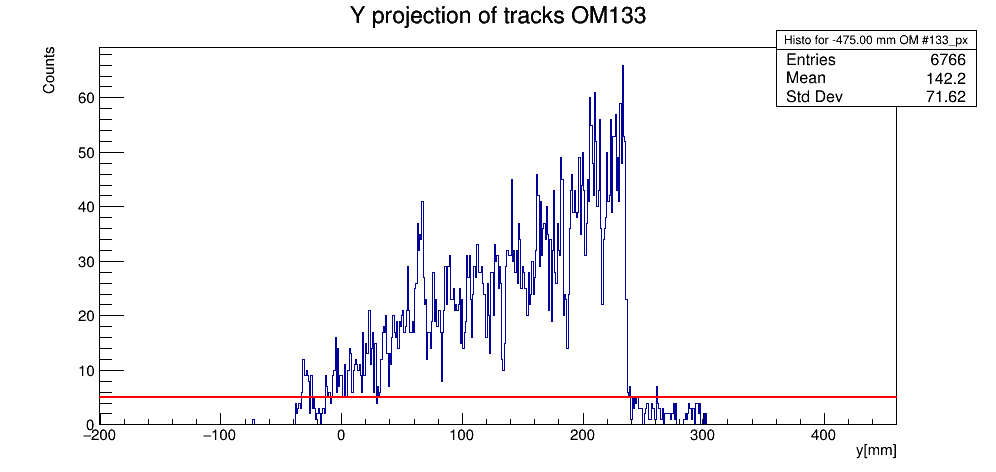 Y projection of tracks OM133
Histo for -475.00 mm OM #133_px
Entries 6766
Mean 142.2
Std Dev 71.62
Counts
60
50
40
30
20
10
0
−200 −100 0 100 200 300 400
y[mm]